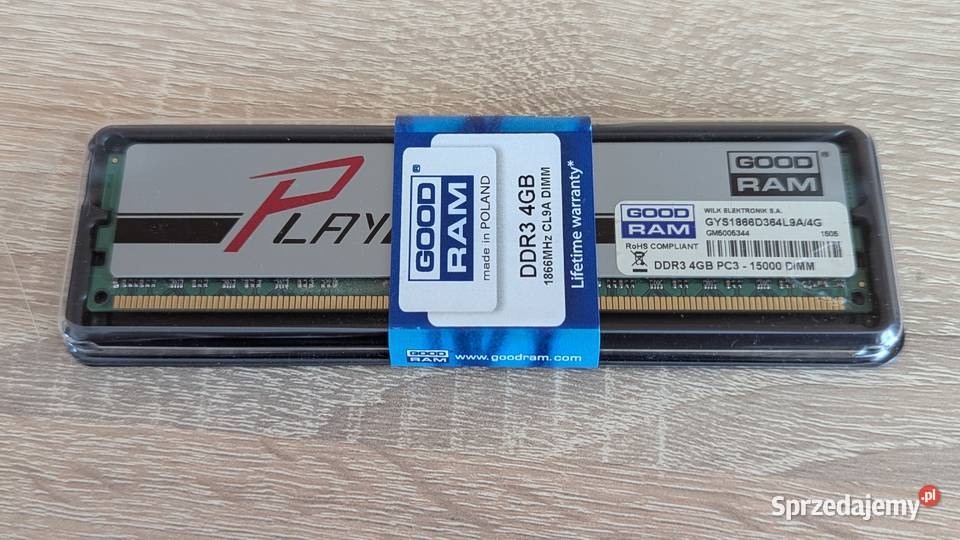 PLAY
GOOD
RAM
®
made in POLAND
DDR3 4GB
1866MHz CL9A DIMM
Lifetime warranty*
GOOD
RAM
www.goodram.com
GOOD
RAM
®
GOOD
RAM
WILK ELEKTRONIK S.A.
GYS1866D364L9A/4G
GM5005344 1505
RoHS COMPLIANT
DDR3 4GB PC3 - 15000 DIMM
Sprzedajemy.pl